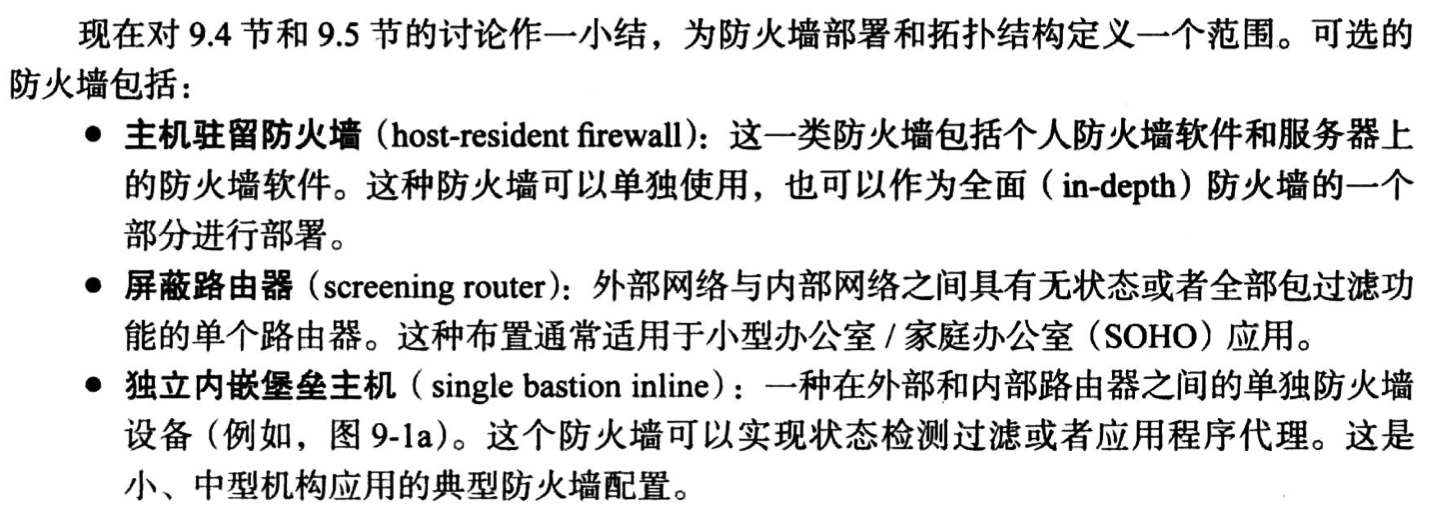 现在对 9.4 节和 9.5 节的讨论作一小结，为防火墙部署和拓扑结构定义一个范围。可选的
防火墙包括：
● 主机驻留防火墙（host-resident firewall）：这一类防火墙包括个人防火墙软件和服务器上
的防火墙软件。这种防火墙可以单独使用，也可以作为全面（in-depth）防火墙的一个
部分进行部署。
● 屏蔽路由器（screening router）：外部网络与内部网络之间具有无状态或者全部包过滤功
能的单个路由器。这种布置通常适用于小型办公室 / 家庭办公室（SOHO）应用。
● 独立内嵌堡垒主机（single bastion inline）：一种在外部和内部路由器之间的单独防火墙
设备（例如，图 9-1a）。这个防火墙可以实现状态检测过滤或者应用程序代理。这是
小、中型机构应用的典型防火墙配置。